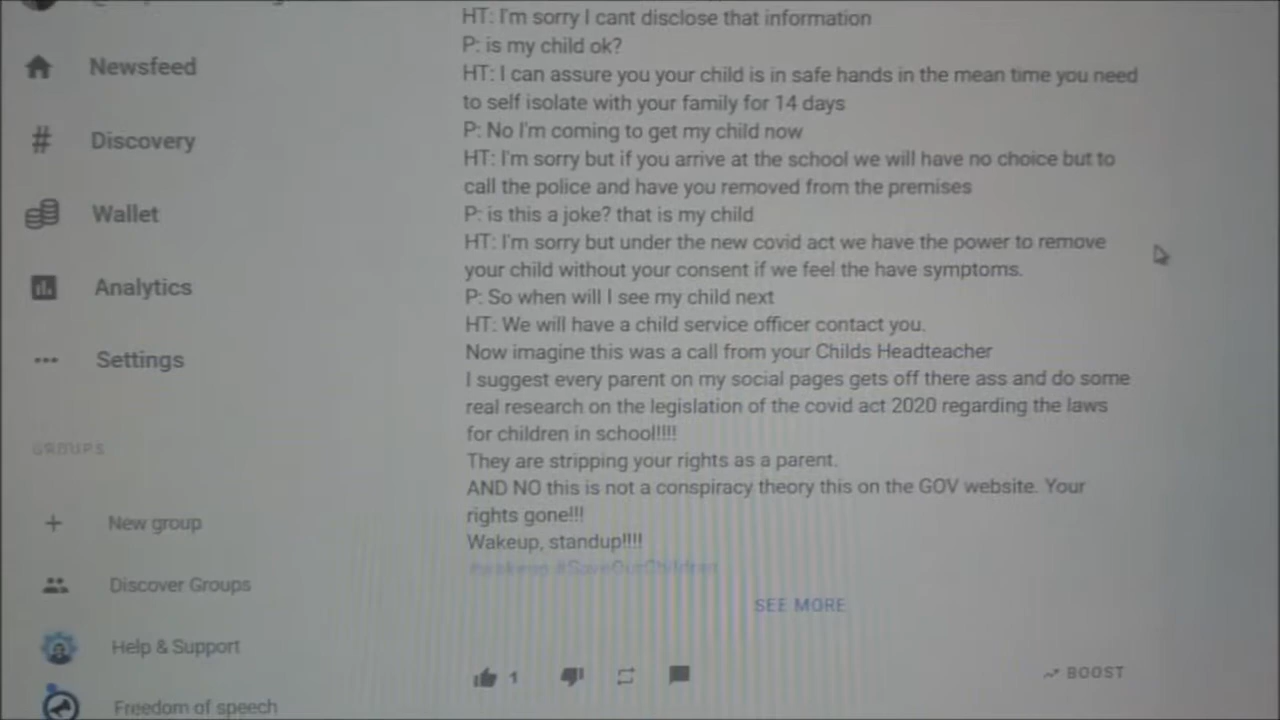 HT: I'm sorry I cant disclose that information
P: is my child ok?
HT: I can assure you your child is in safe hands in the mean time you need
to self isolate with your family for 14 days
P: No I'm coming to get my child now
HT: I'm sorry but if you arrive at the school we will have no choice but to
call the police and have you removed from the premises
P: is this a joke? that is my child
HT: I'm sorry but under the new covid act we have the power to remove
your child without your consent if we feel the have symptoms.
P: So when will I see my child next
HT: We will have a child service officer contact you.
Now imagine this was a call from your Childs Headteacher
I suggest every parent on my social pages gets off there ass and do some
real research on the legislation of the covid act 2020 regarding the laws
for children in school!!!!
They are stripping your rights as a parent.
AND NO this is not a conspiracy theory this on the GOV website. Your
rights gone!!!
Wakeup, standup!!!!
#wakeup #SaveOurChildren
SEE MORE
1
BOOST
Newsfeed
# Discovery
Wallet
Analytics
Settings
GROUPS
+ New group
Discover Groups
Help & Support
Freedom of speech